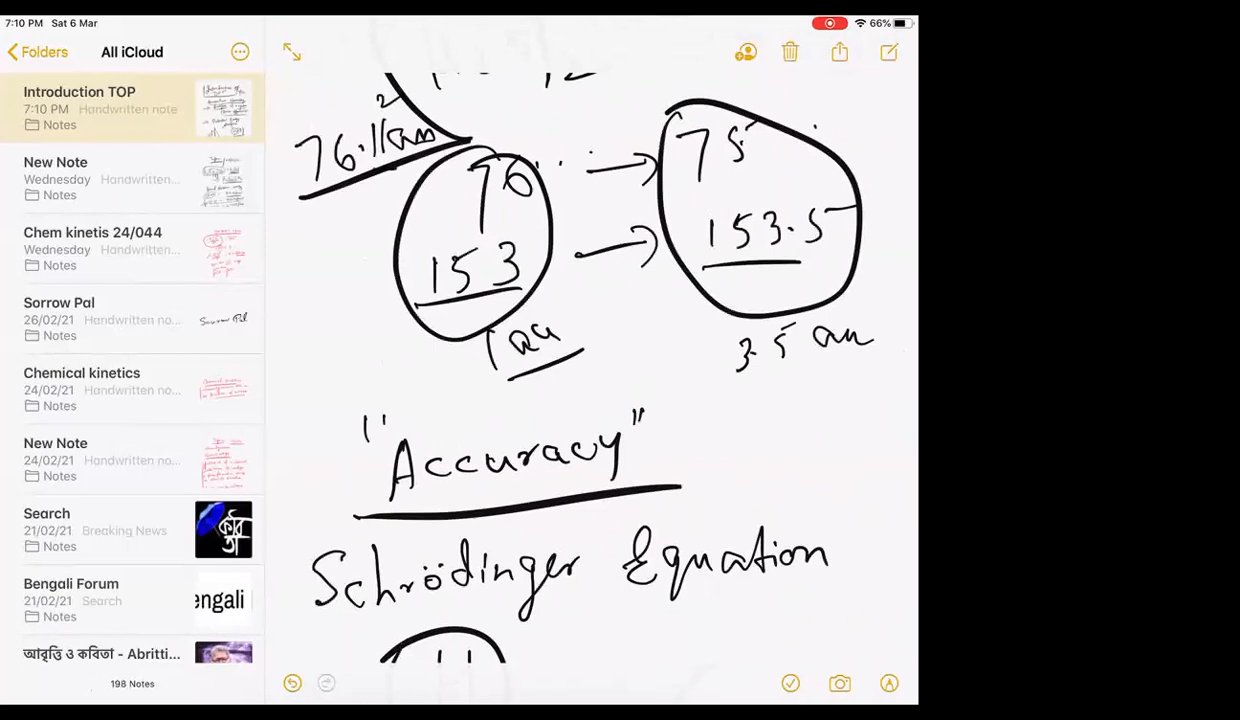 7:10 PM Sat 6 Mar
66%
Folders
All iCloud
Introduction TOP
7:10 PM Handwritten note
Notes
New Note
Wednesday Handwritten...
Notes
Chem kinetis 24/044
Wednesday Handwritten...
Notes
Sorrow Pal
26/02/21 Handwritten no...
Notes
Chemical kinetics
24/02/21 Handwritten no...
Notes
New Note
24/02/21 Handwritten no...
Notes
Search
21/02/21 Breaking News
Notes
Bengali Forum
21/02/21 Search
Notes
engali
আবৃত্তি ও কবিতা - Abritti...
198 Notes
76
75
153
153.5
3.5 au
"Accuracy"
Schrödinger Equation